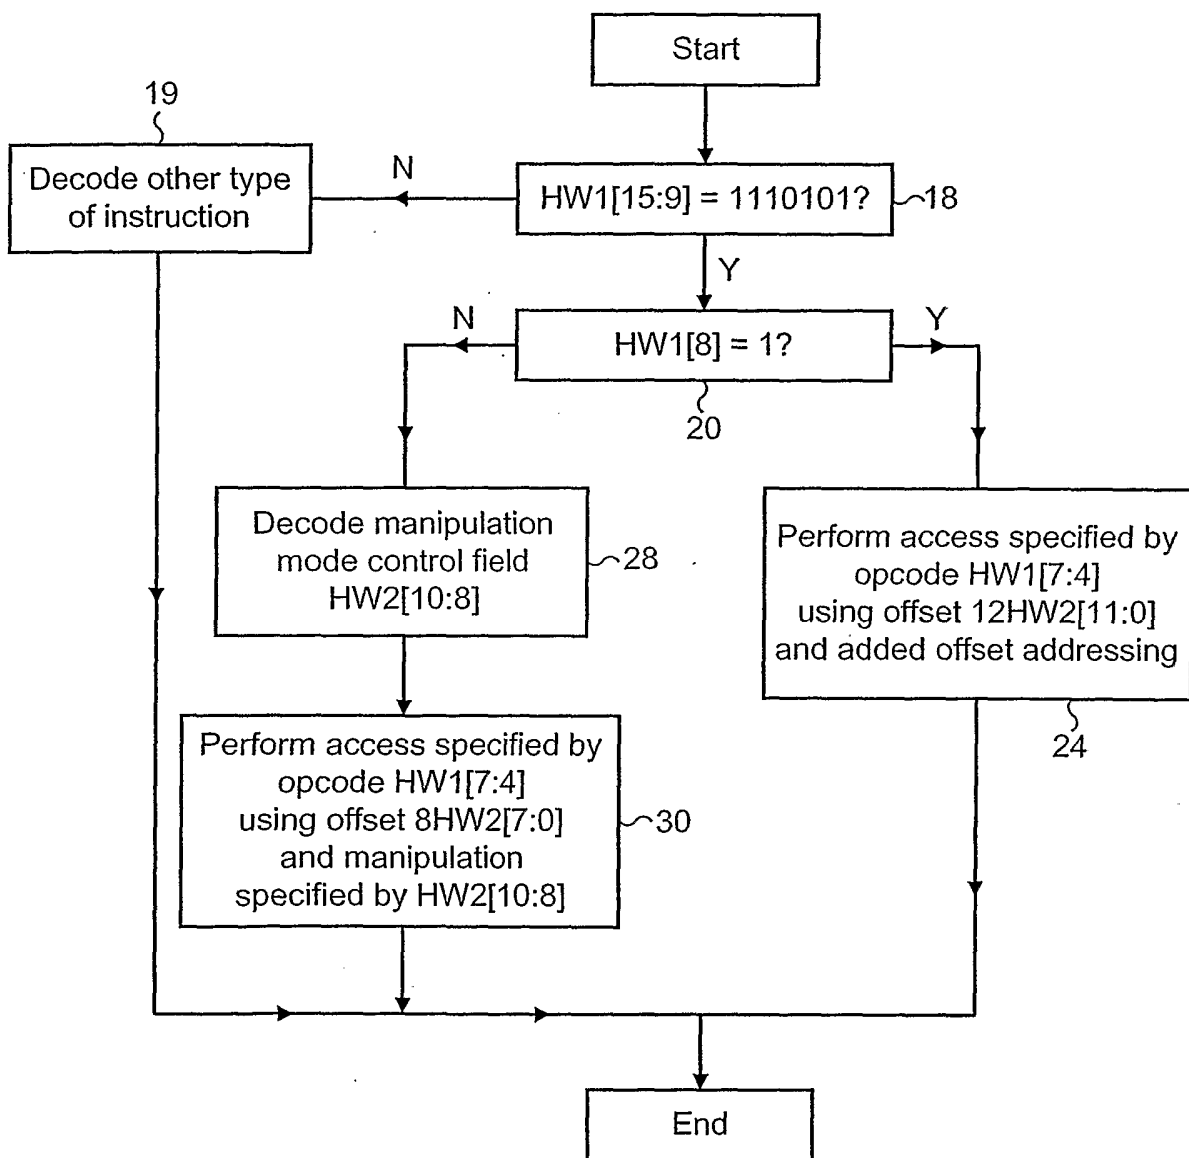 Start
19
Decode other type
of instruction
N
HW1[15:9] = 1110101?
18
Y
N
HW1[8] = 1?
Y
20
Decode manipulation
mode control field
HW2[10:8]
28
Perform access specified by
opcode HW1[7:4]
using offset 12HW2[11:0]
and added offset addressing
24
Perform access specified by
opcode HW1[7:4]
using offset 8HW2[7:0]
and manipulation
specified by HW2[10:8]
30
End